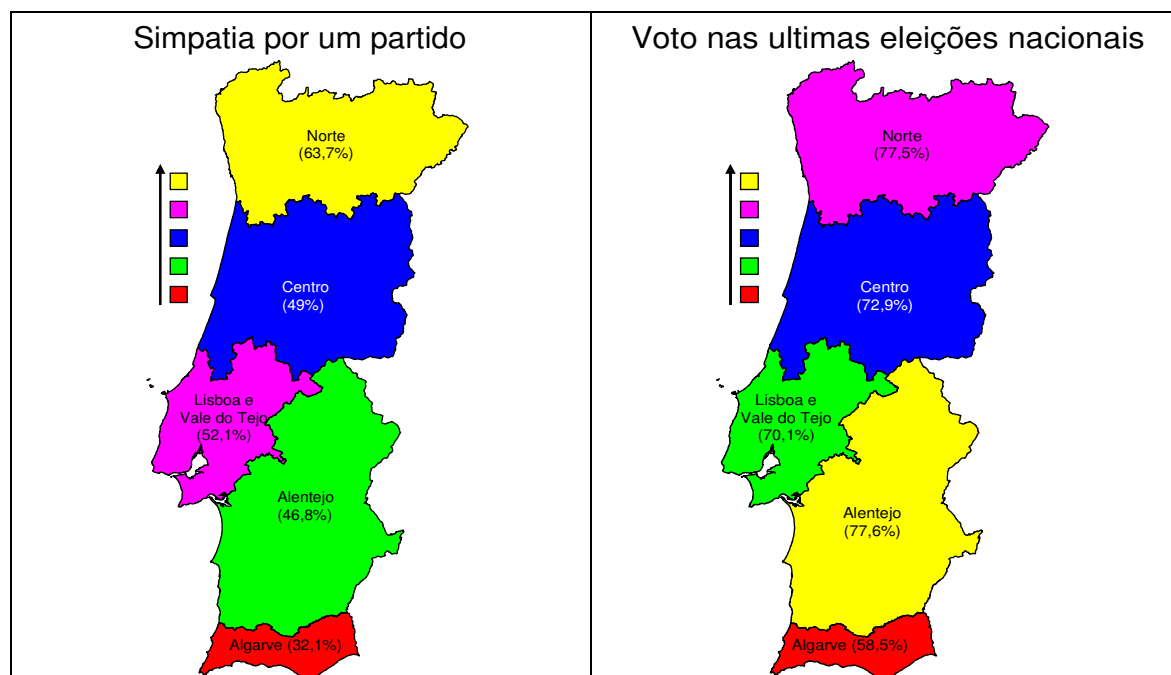 Simpatia por um partido
Norte
(63,7%)
Centro
(49%)
Lisboa e
Vale do Tejo
(52,1%)
Alentejo
(46,8%)
Algarve (32,1%)
Voto nas ultimas eleições nacionais
Norte
(77,5%)
Centro
(72,9%)
Lisboa e
Vale do Tejo
(70,1%)
Alentejo
(77,6%)
Algarve (58,5%)